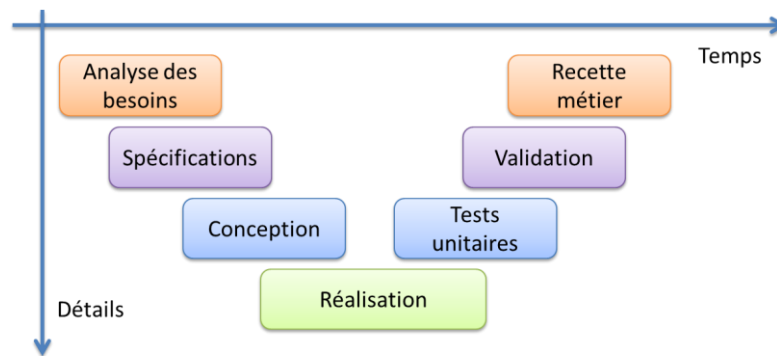 Temps
Analyse des
besoins
Recette
métier
Spécifications
Validation
Conception
Tests
unitaires
Réalisation
Détails